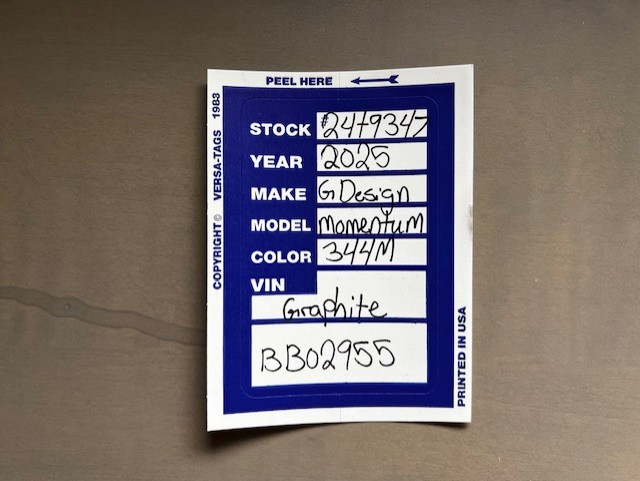 PEEL HERE
COPYRIGHT © VERSA-TAGS 1983
STOCK 24H9347
YEAR 2025
MAKE G Design
MODEL Momentum
COLOR 344M
VIN
Graphite
BB02955
PRINTED IN USA